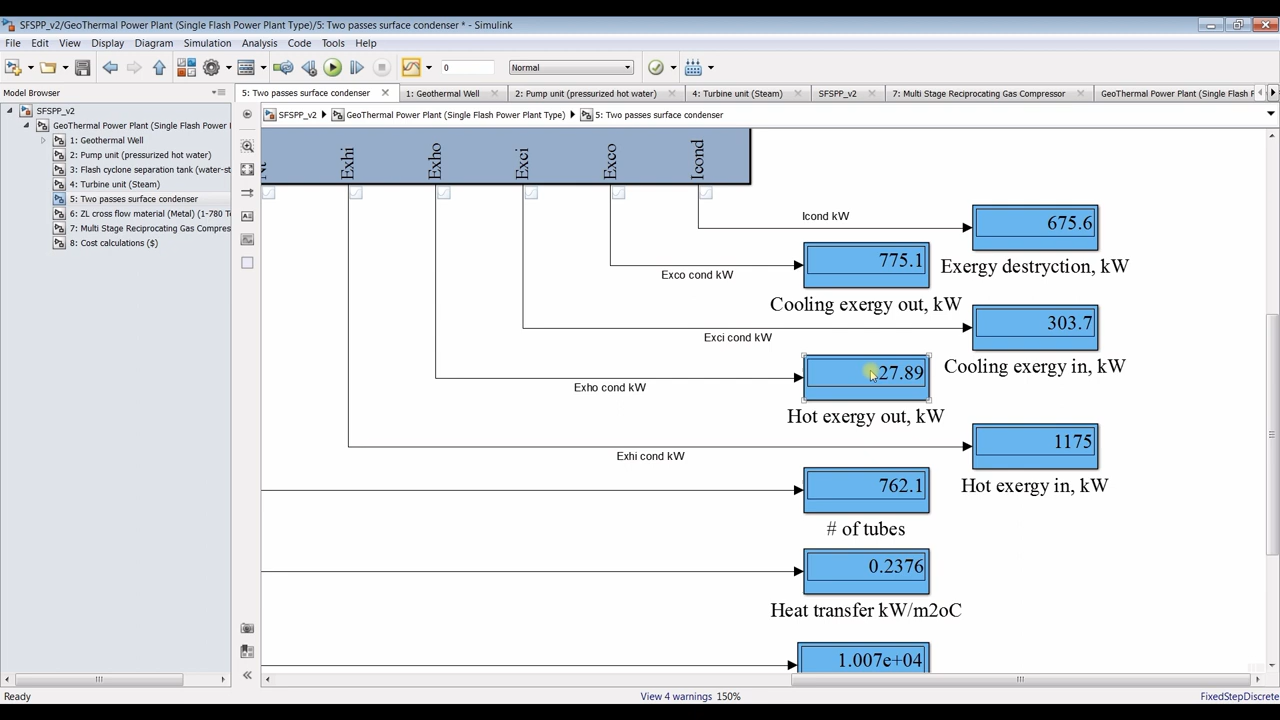 SFSPP_v2/GeoThermal Power Plant (Single Flash Power Plant Type)/5: Two passes surface condenser * - Simulink
File Edit View Display Diagram Simulation Analysis Code Tools Help
0
Normal
Model Browser
5: Two passes surface condenser
1: Geothermal Well
2: Pump unit (pressurized hot water)
4: Turbine unit (Steam)
SFSPP_v2
7: Multi Stage Reciprocating Gas Compressor
GeoThermal Power Plant (Single F
SFSPP_v2
GeoThermal Power Plant (Single Flash Power Plant Type)
5: Two passes surface condenser
SFSPP_v2
GeoThermal Power Plant (Single Flash Power
1: Geothermal Well
2: Pump unit (pressurized hot water)
3: Flash cyclone separation tank (water-st
4: Turbine unit (Steam)
5: Two passes surface condenser
6: ZL cross flow material (Metal) (1-780 T
7: Multi Stage Reciprocating Gas Compres
8: Cost calculations ($)
Nt
Exhi
Exho
Exci
Exco
Icond
Icond kW
675.6
Exergy destryction, kW
Exco cond kW
775.1
Cooling exergy out, kW
Exci cond kW
303.7
Cooling exergy in, kW
Exho cond kW
27.89
Hot exergy out, kW
Exhi cond kW
1175
Hot exergy in, kW
762.1
# of tubes
0.2376
Heat transfer kW/m2oC
1.007e+04
Ready
View 4 warnings
150%
FixedStepDiscrete